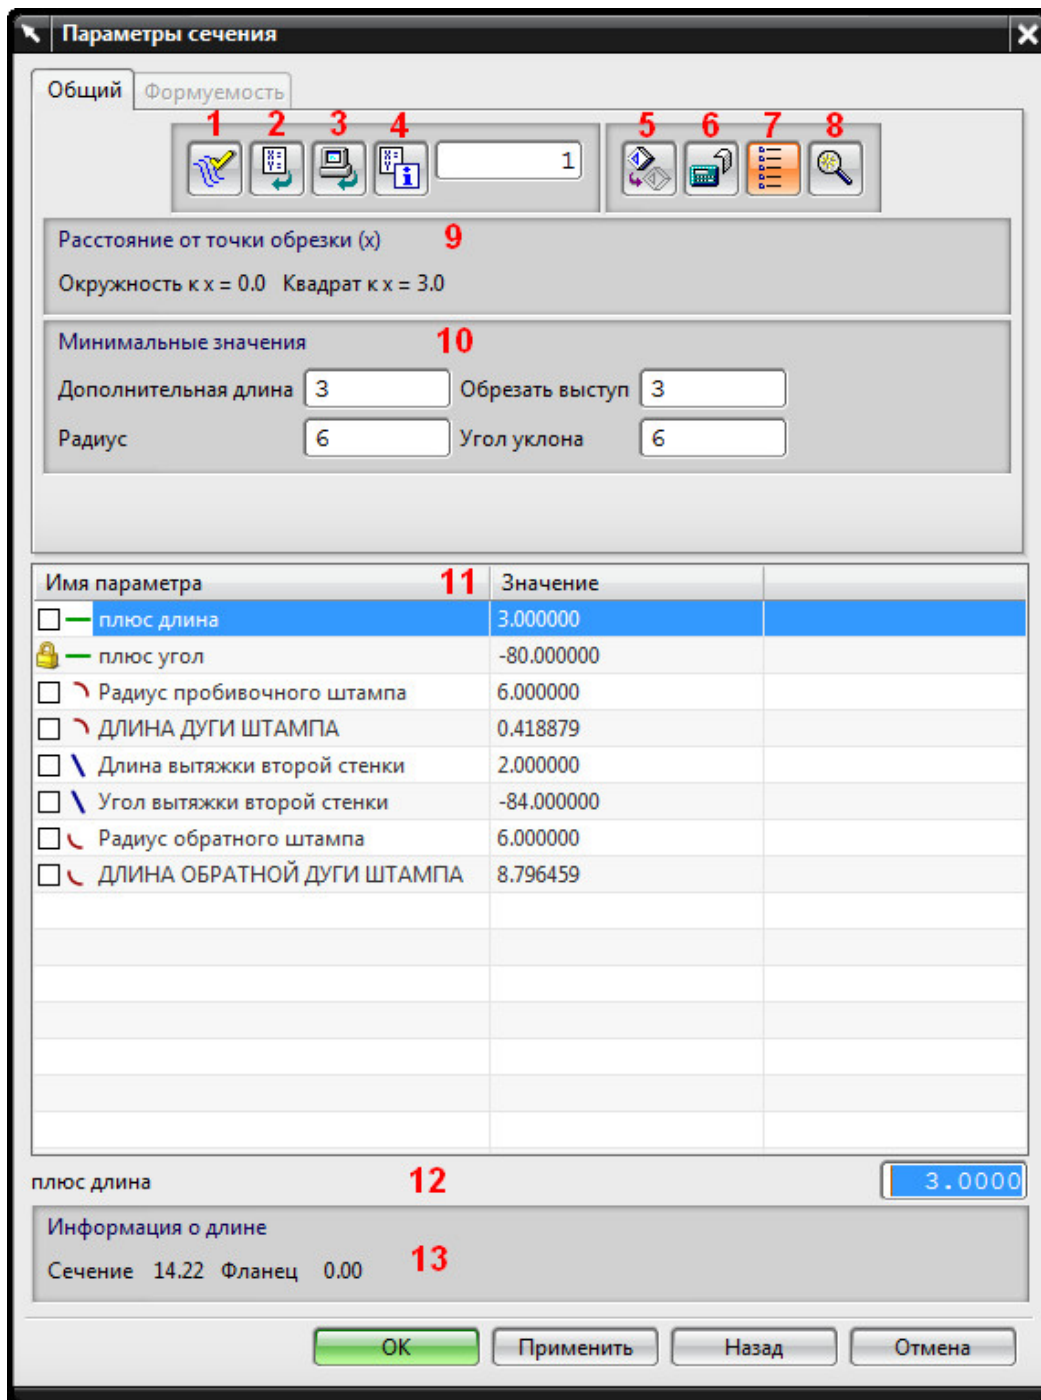 Параметры сечения
Общий Формуемость
1 2 3 4 5 6 7 8
1
Расстояние от точки обрезки (x) 9
Окружность к x = 0.0 Квадрат к x = 3.0
Минимальные значения 10
Дополнительная длина 3 Обрезать выступ 3
Радиус 6 Угол уклона 6
Имя параметра 11 Значение
плюс длина 3.000000
плюс угол -80.000000
Радиус пробивочного штампа 6.000000
ДЛИНА ДУГИ ШТАМПА 0.418879
Длина вытяжки второй стенки 2.000000
Угол вытяжки второй стенки -84.000000
Радиус обратного штампа 6.000000
ДЛИНА ОБРАТНОЙ ДУГИ ШТАМПА 8.796459
плюс длина 12 3.0000
Информация о длине
Сечение 14.22 Фланец 0.00 13
ОК Применить Назад Отмена